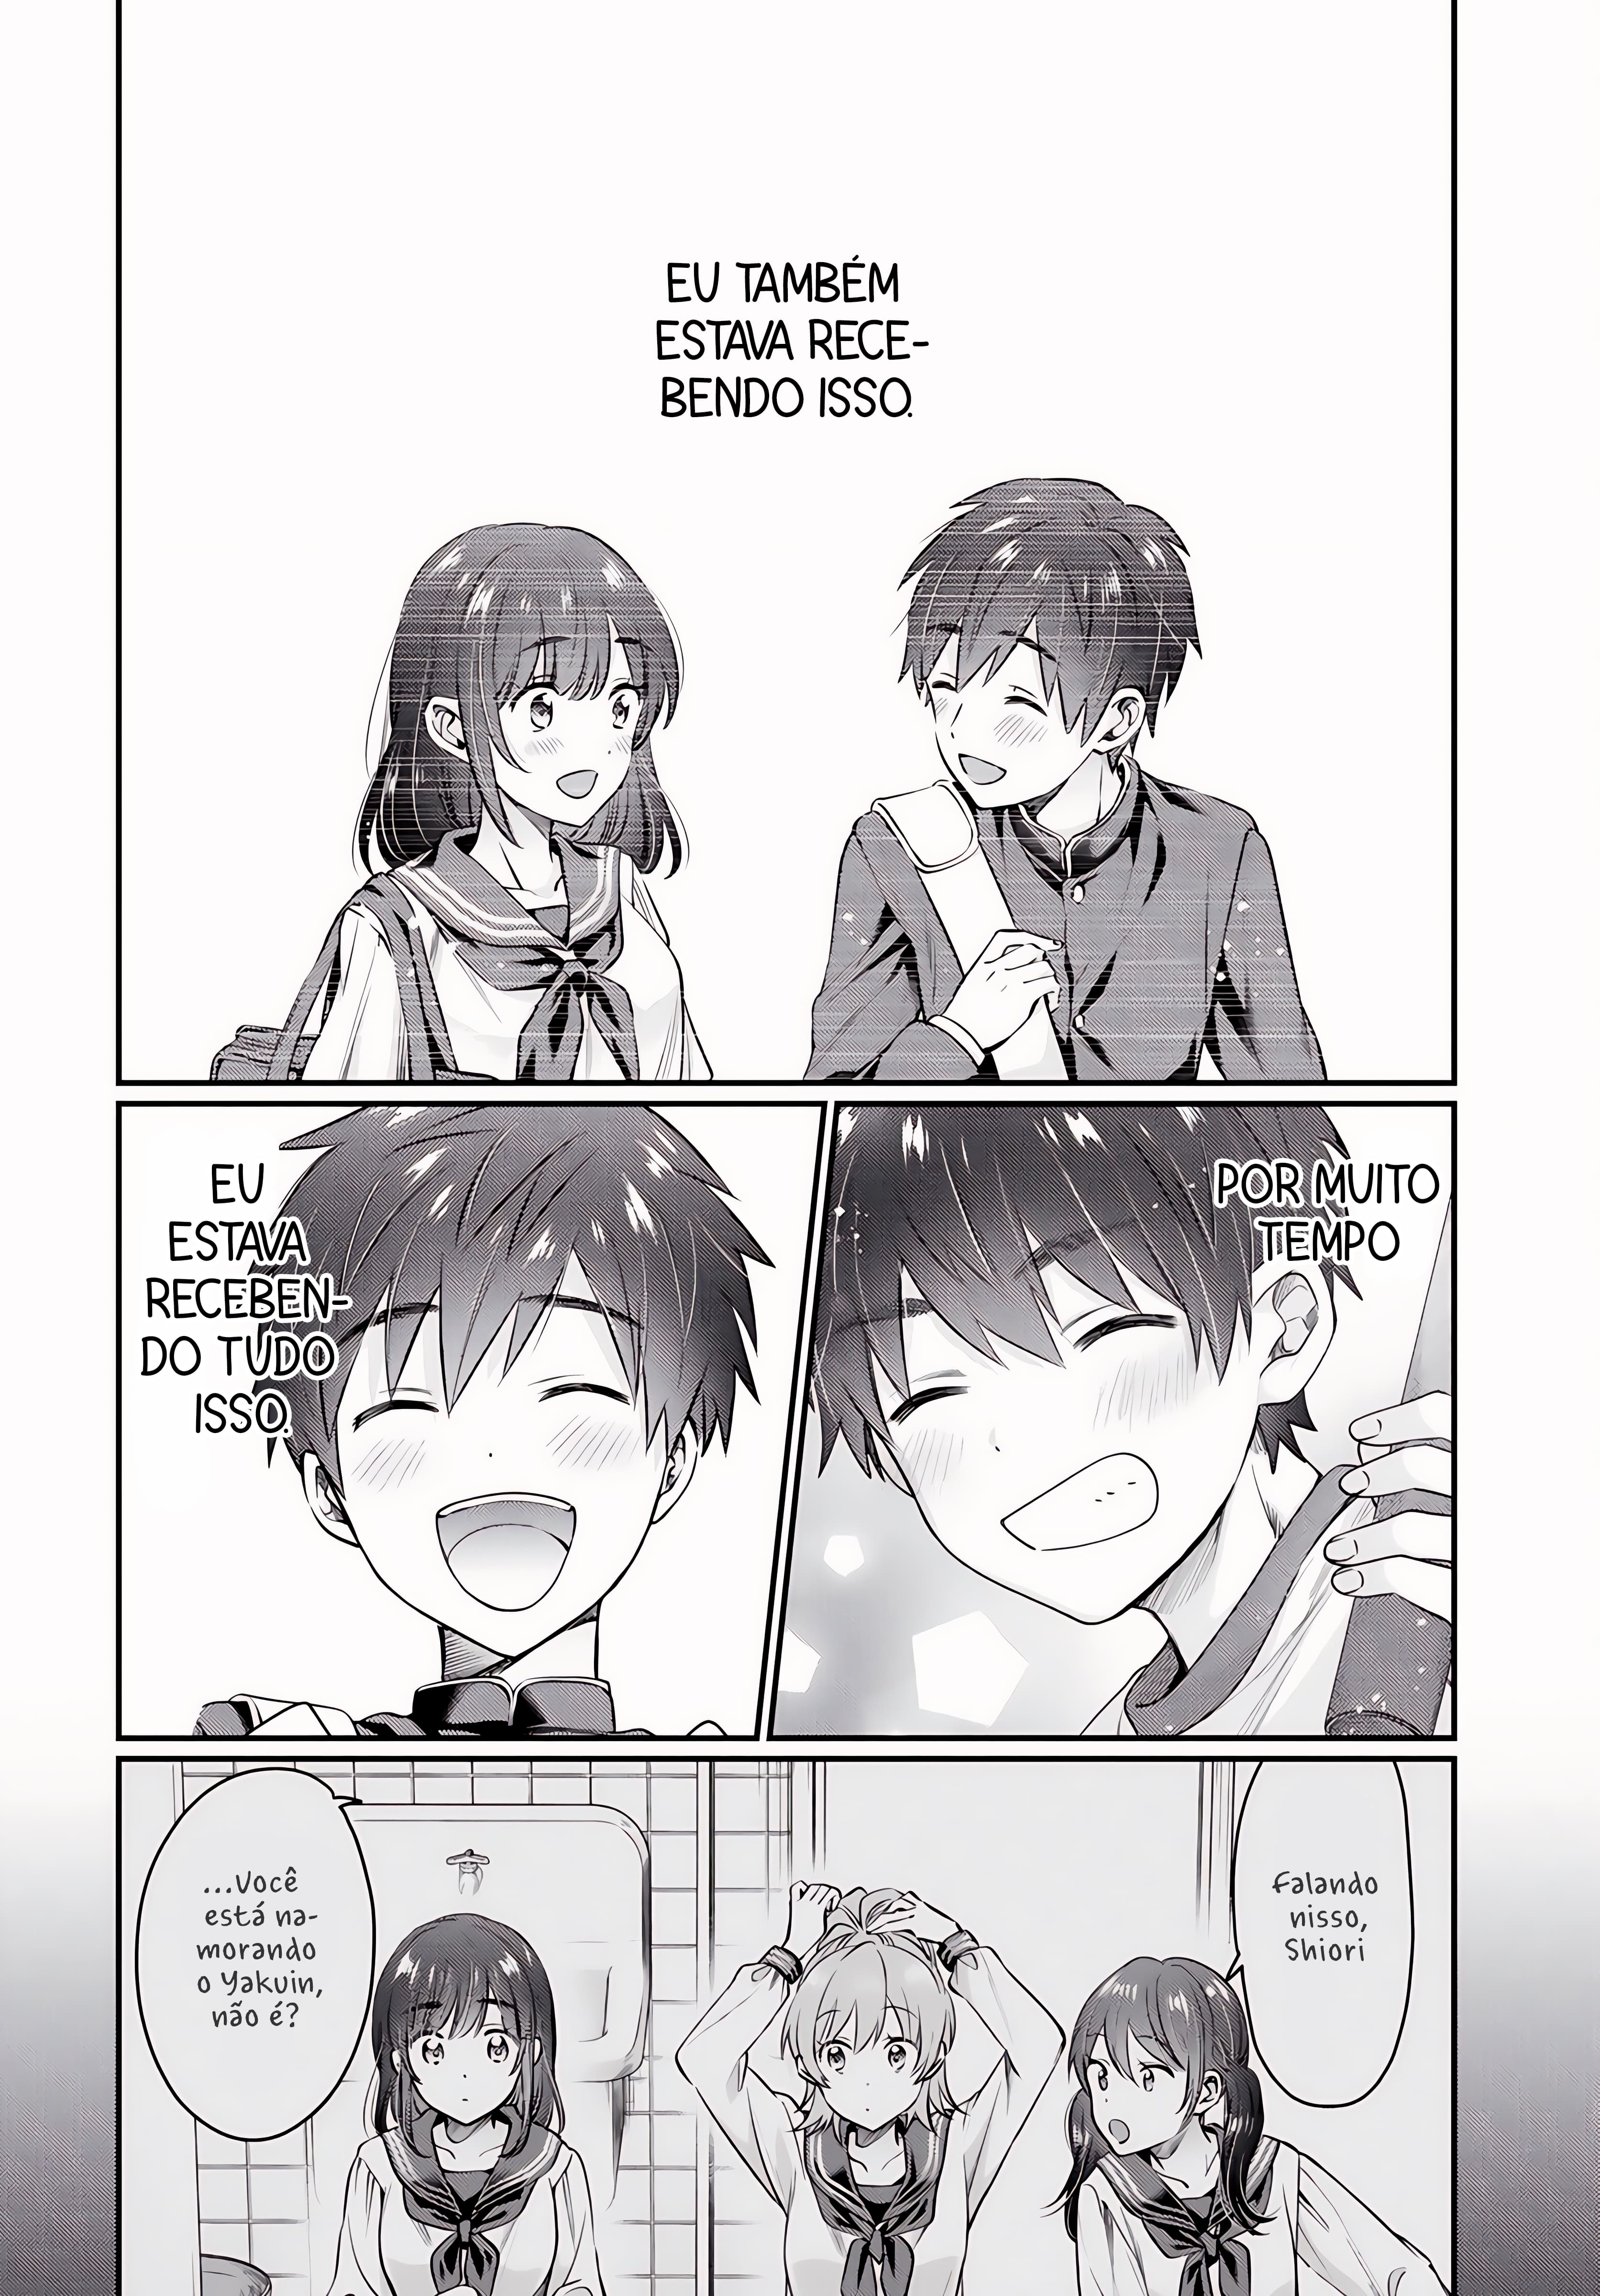 EU TAMBÉM
ESTAVA RECE-
BENDO ISSO.
POR MUITO
TEMPO
EU
ESTAVA
RECEBEN-
DO TUDO
ISSO.
Falando
nisso,
Shiori
...Você
está na-
morando
o Yakuin,
não é?